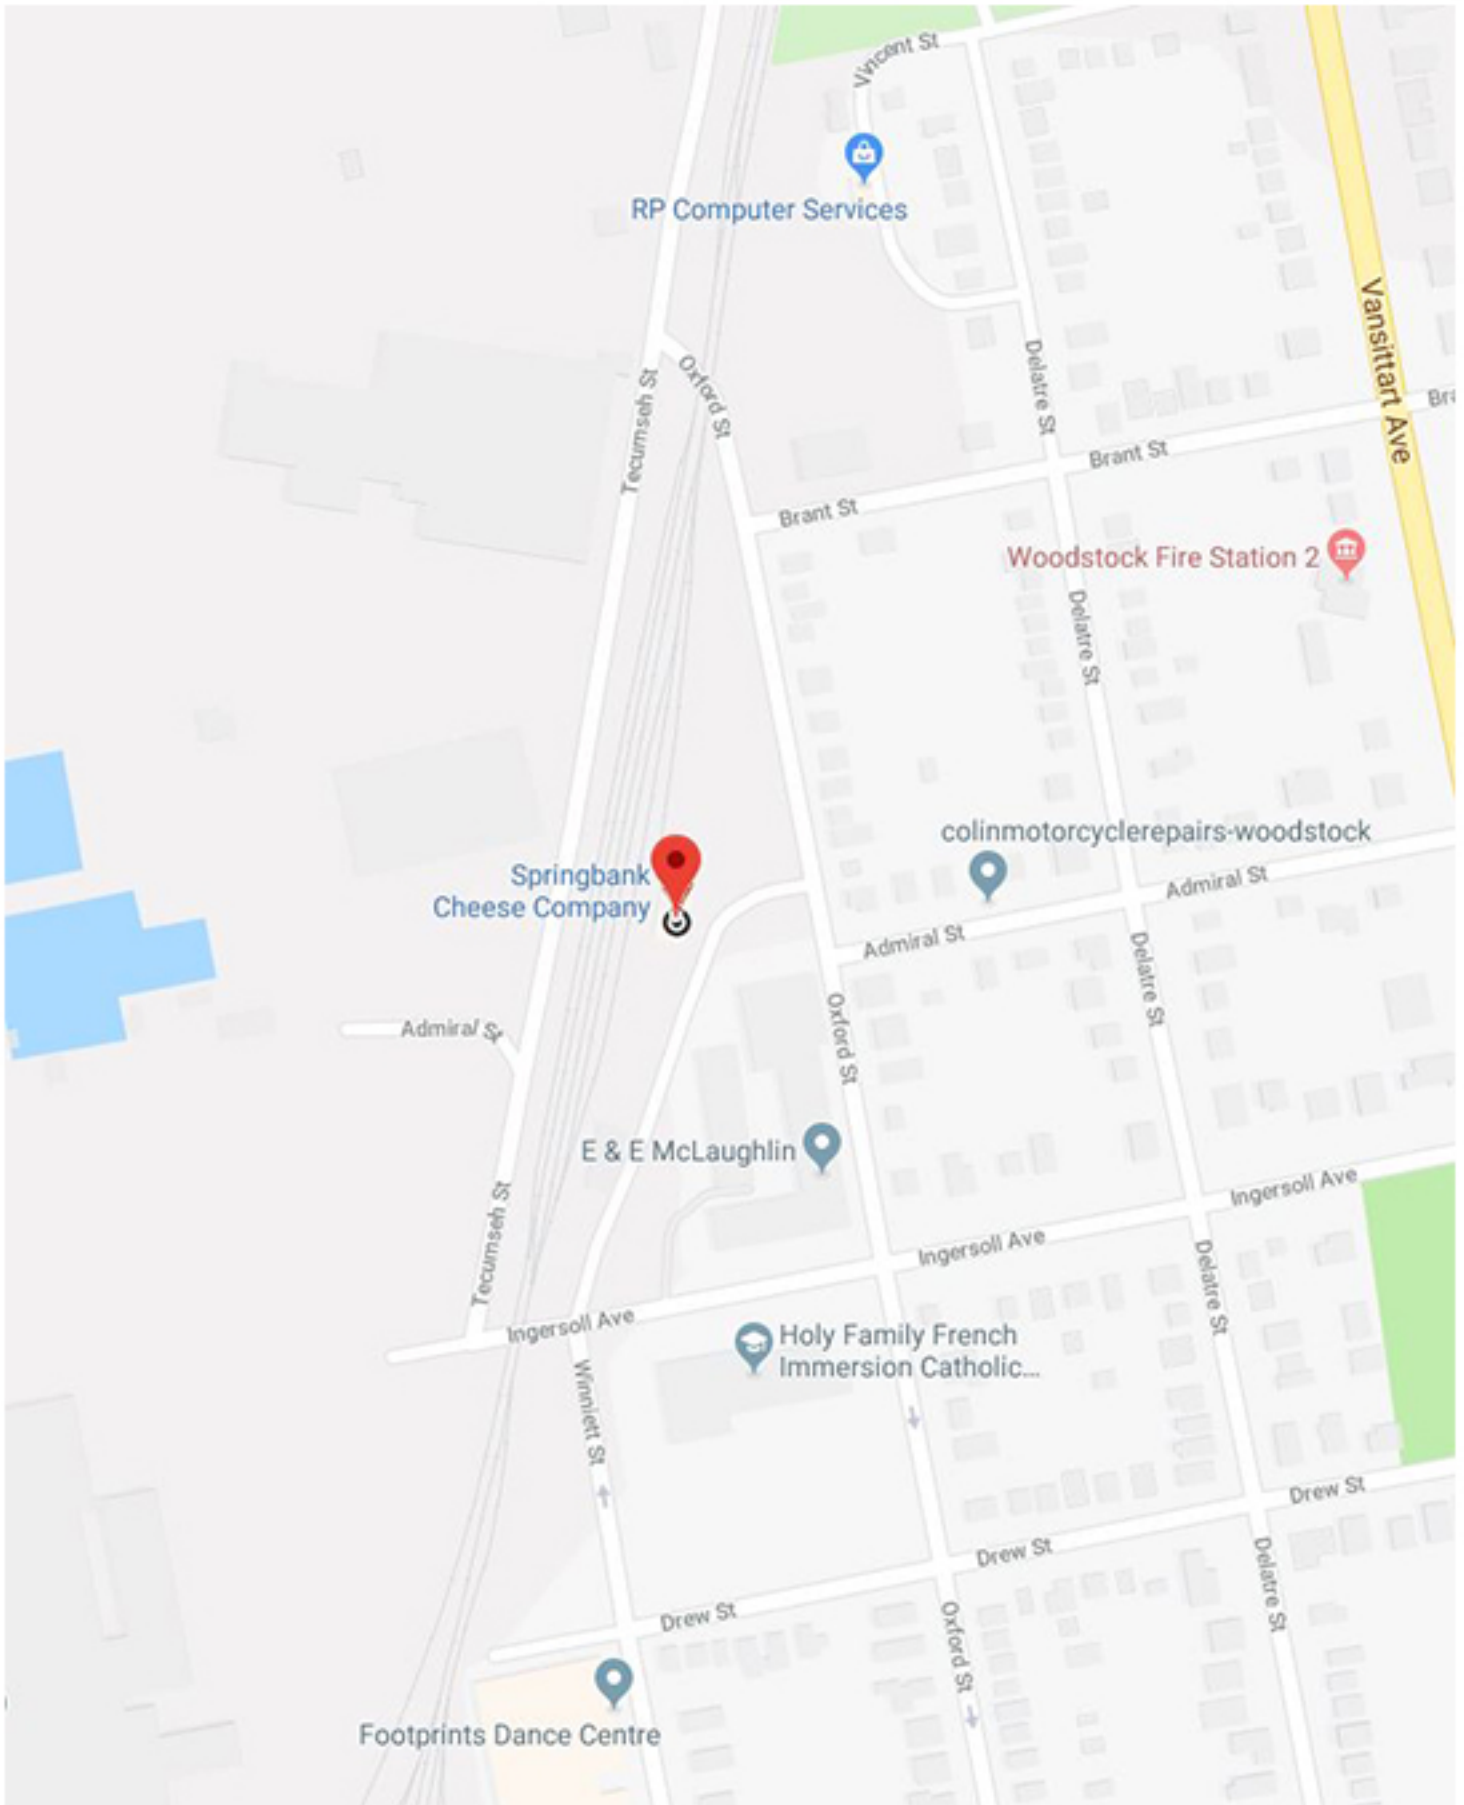 Vincent St
RP Computer Services
Vansittart Ave
Oxford St
Tecumseh St
Delatre St
Bra
Brant St
Brant St
Woodstock Fire Station 2
Delatre St
colinmotorcyclerepairs-woodstock
Springbank
Cheese Company
Admiral St
Admiral St
Delatre St
Oxford St
Admiral St
E & E McLaughlin
Ingersoll Ave
Tecumseh St
Ingersoll Ave
Delatre St
Ingersoll Ave
Holy Family French
Immersion Catholic...
Winniett St
Drew St
Drew St
Delatre St
Drew St
Oxford St
Footprints Dance Centre